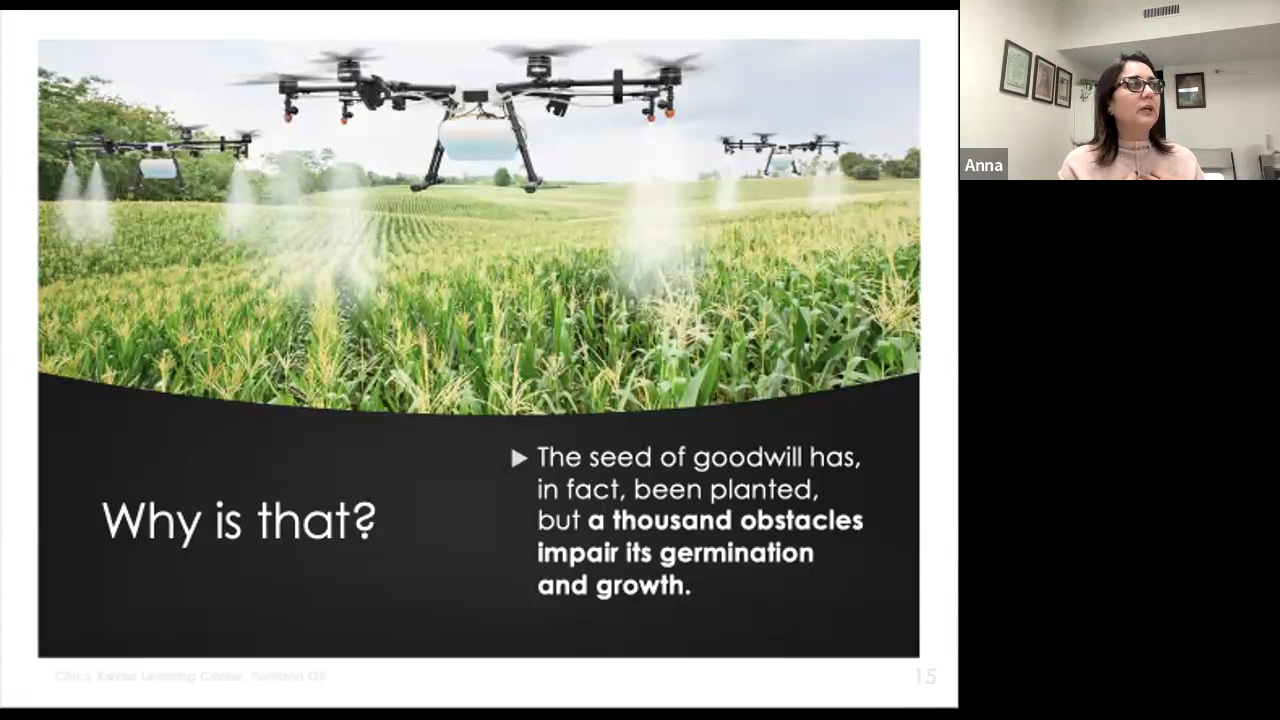 Anna
Why is that?
The seed of goodwill has,
in fact, been planted,
but a thousand obstacles
impair its germination
and growth.
Chico Xavier Learning Center, Portland OR
15